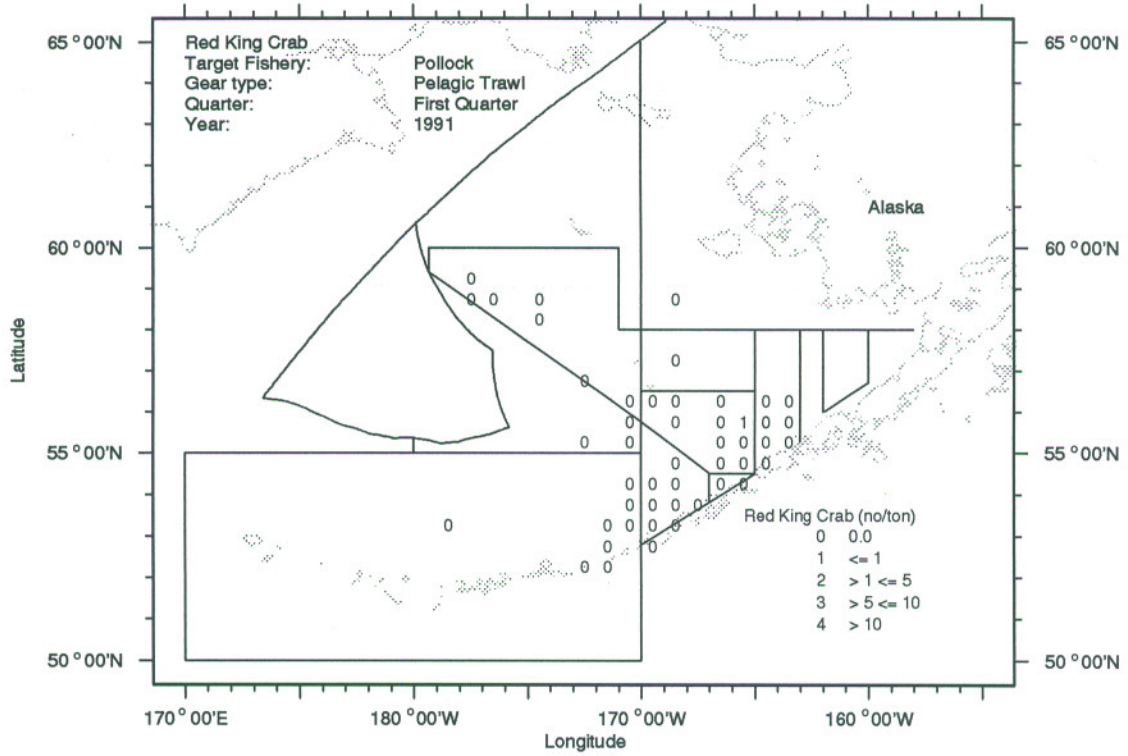 65°00'N
65°00'N
Red King Crab
Target Fishery: Pollock
Gear type: Pelagic Trawl
Quarter: First Quarter
Year: 1991
Alaska
60°00'N
60°00'N
Latitude
0
0 0 0 0
0
0
0
0 0 0 0 0 0
0 0 0 1 0 0
0 0 0 0 0 0
55°00'N
55°00'N
0 0 0 0
0 0 0 0 0
0 0 0 0
0 0 0 0 0
0 0
0 0
Red King Crab (no/ton)
0 0.0
1 <= 1
2 > 1 <= 5
3 > 5 <= 10
4 > 10
50°00'N
50°00'N
170°00'E
180°00'W
170°00'W
160°00'W
Longitude